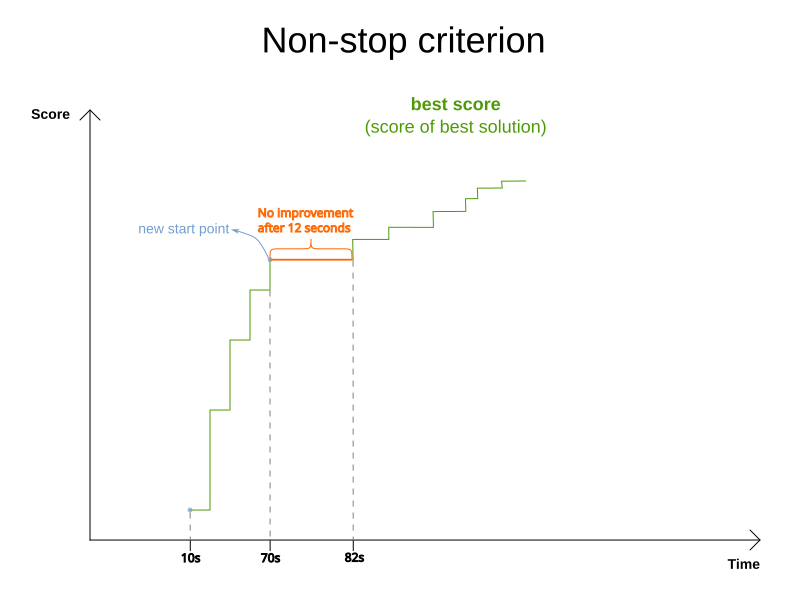 Non-stop criterion
best score
(score of best solution)
Score
No improvement
after 12 seconds
new start point
10s
70s
82s
Time